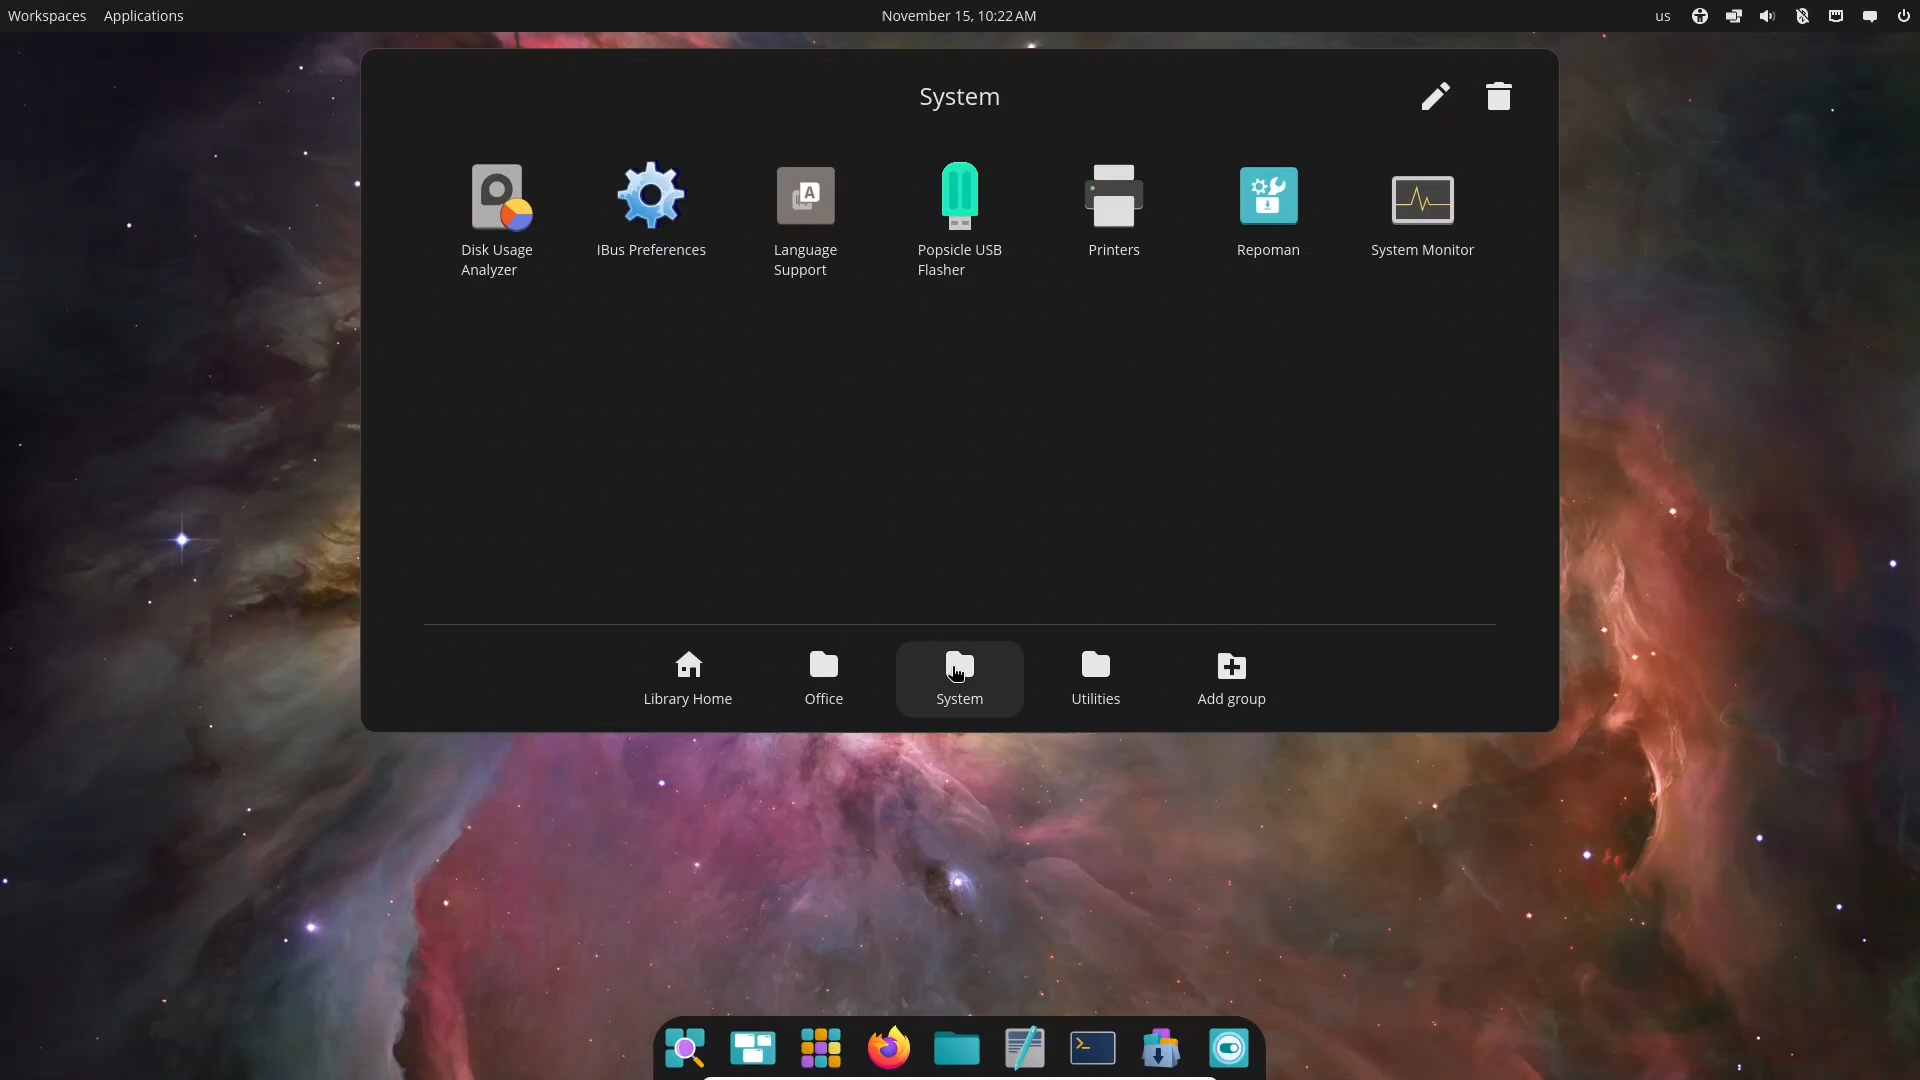 Workspaces Applications November 15, 10:22 AM us
System
Disk Usage Analyzer
IBus Preferences
Language Support
Popsicle USB Flasher
Printers
Repoman
System Monitor
Library Home
Office
System
Utilities
Add group